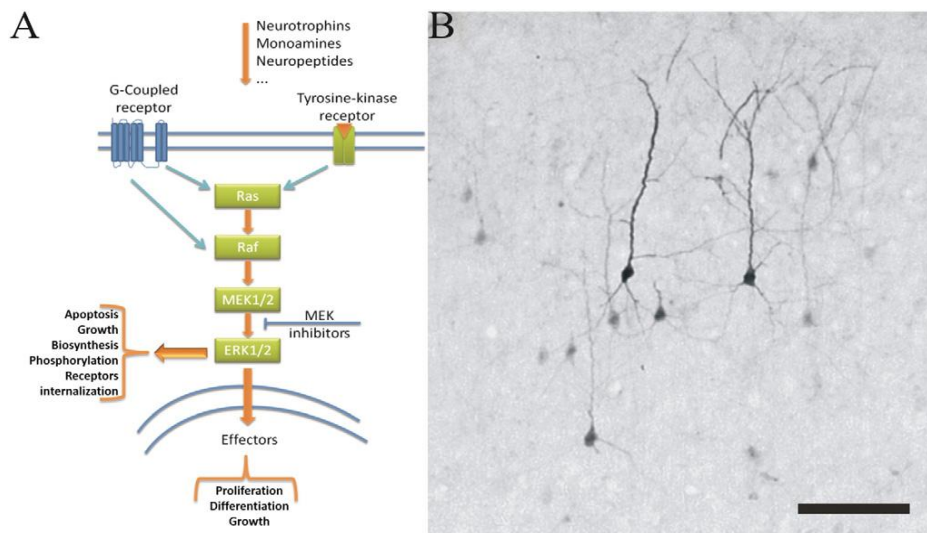 A
Neurotrophins
Monoamines
Neuropeptides
...
G-Coupled
receptor
Tyrosine-kinase
receptor
Ras
Raf
MEK1/2
MEK
inhibitors
ERK1/2
Apoptosis
Growth
Biosynthesis
Phosphorylation
Receptors
internalization
Effectors
Proliferation
Differentiation
Growth
B